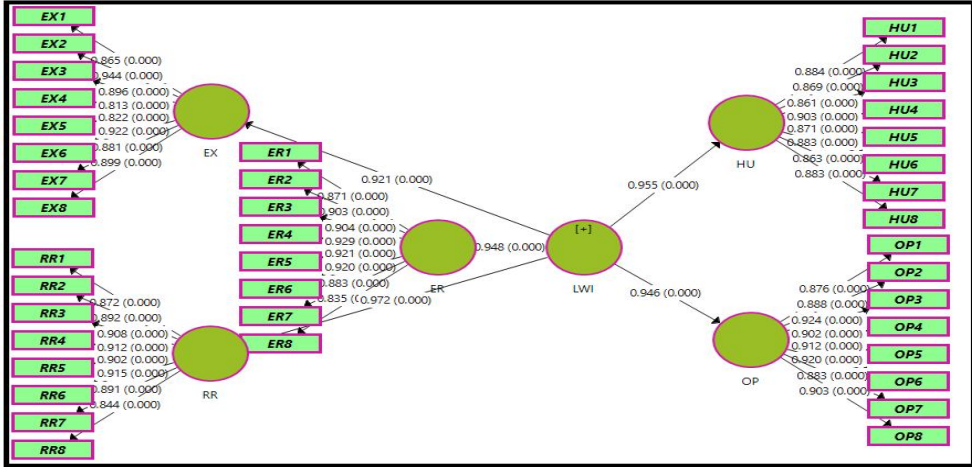 EX1
EX2
EX3
EX4
EX5
EX6
EX7
EX8
0.865 (0.000)
0.944 (0.000)
0.896 (0.000)
0.813 (0.000)
0.822 (0.000)
0.922 (0.000)
0.881 (0.000)
0.899 (0.000)
EX
RR1
RR2
RR3
RR4
RR5
RR6
RR7
RR8
0.872 (0.000)
0.892 (0.000)
0.908 (0.000)
0.912 (0.000)
0.902 (0.000)
0.915 (0.000)
0.891 (0.000)
0.844 (0.000)
RR
ER1
ER2
ER3
ER4
ER5
ER6
ER7
ER8
0.871 (0.000)
0.903 (0.000)
0.904 (0.000)
0.929 (0.000)
0.921 (0.000)
0.920 (0.000)
0.883 (0.000)
0.835 (
ER
0.921 (0.000)
0.948 (0.000)
0.972 (0.000)
[+]
LWI
0.955 (0.000)
0.946 (0.000)
HU
0.884 (0.000)
0.869 (0.000)
0.861 (0.000)
0.903 (0.000)
0.871 (0.000)
0.883 (0.000)
0.863 (0.000)
0.883 (0.000)
HU1
HU2
HU3
HU4
HU5
HU6
HU7
HU8
OP
0.876 (0.000)
0.888 (0.000)
0.924 (0.000)
0.902 (0.000)
0.912 (0.000)
0.920 (0.000)
0.883 (0.000)
0.903 (0.000)
OP1
OP2
OP3
OP4
OP5
OP6
OP7
OP8